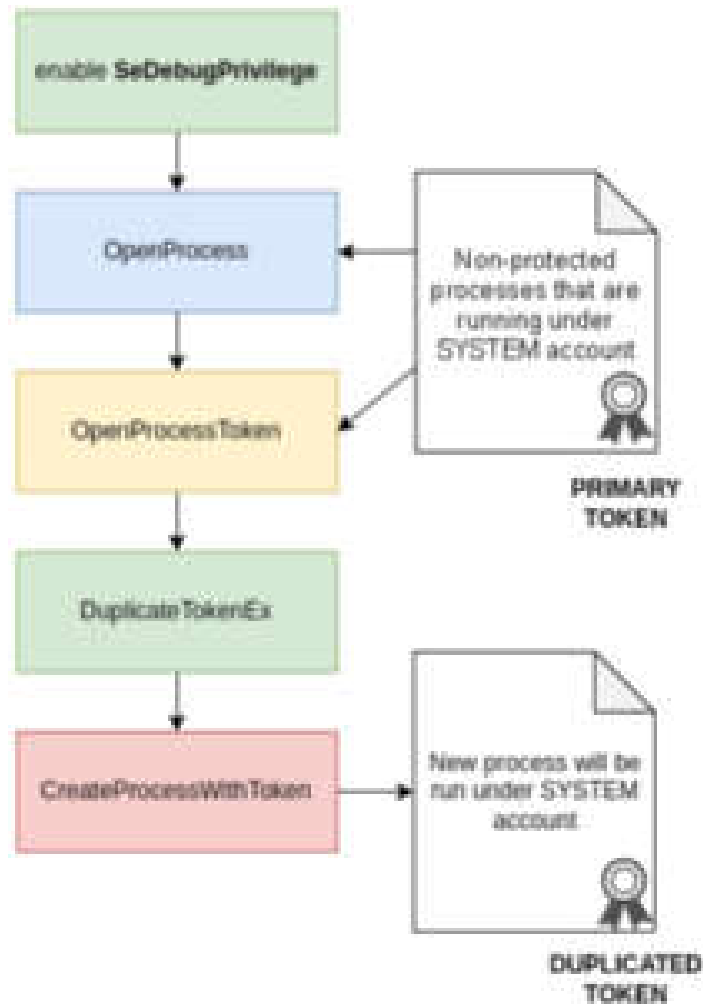 enable SeDebugPrivilege
OpenProcess
Non-protected
processes that are
running under
SYSTEM account
OpenProcessToken
PRIMARY
TOKEN
DuplicateTokenEx
CreateProcessWithToken
New process will be
run under SYSTEM
account
DUPLICATED
TOKEN